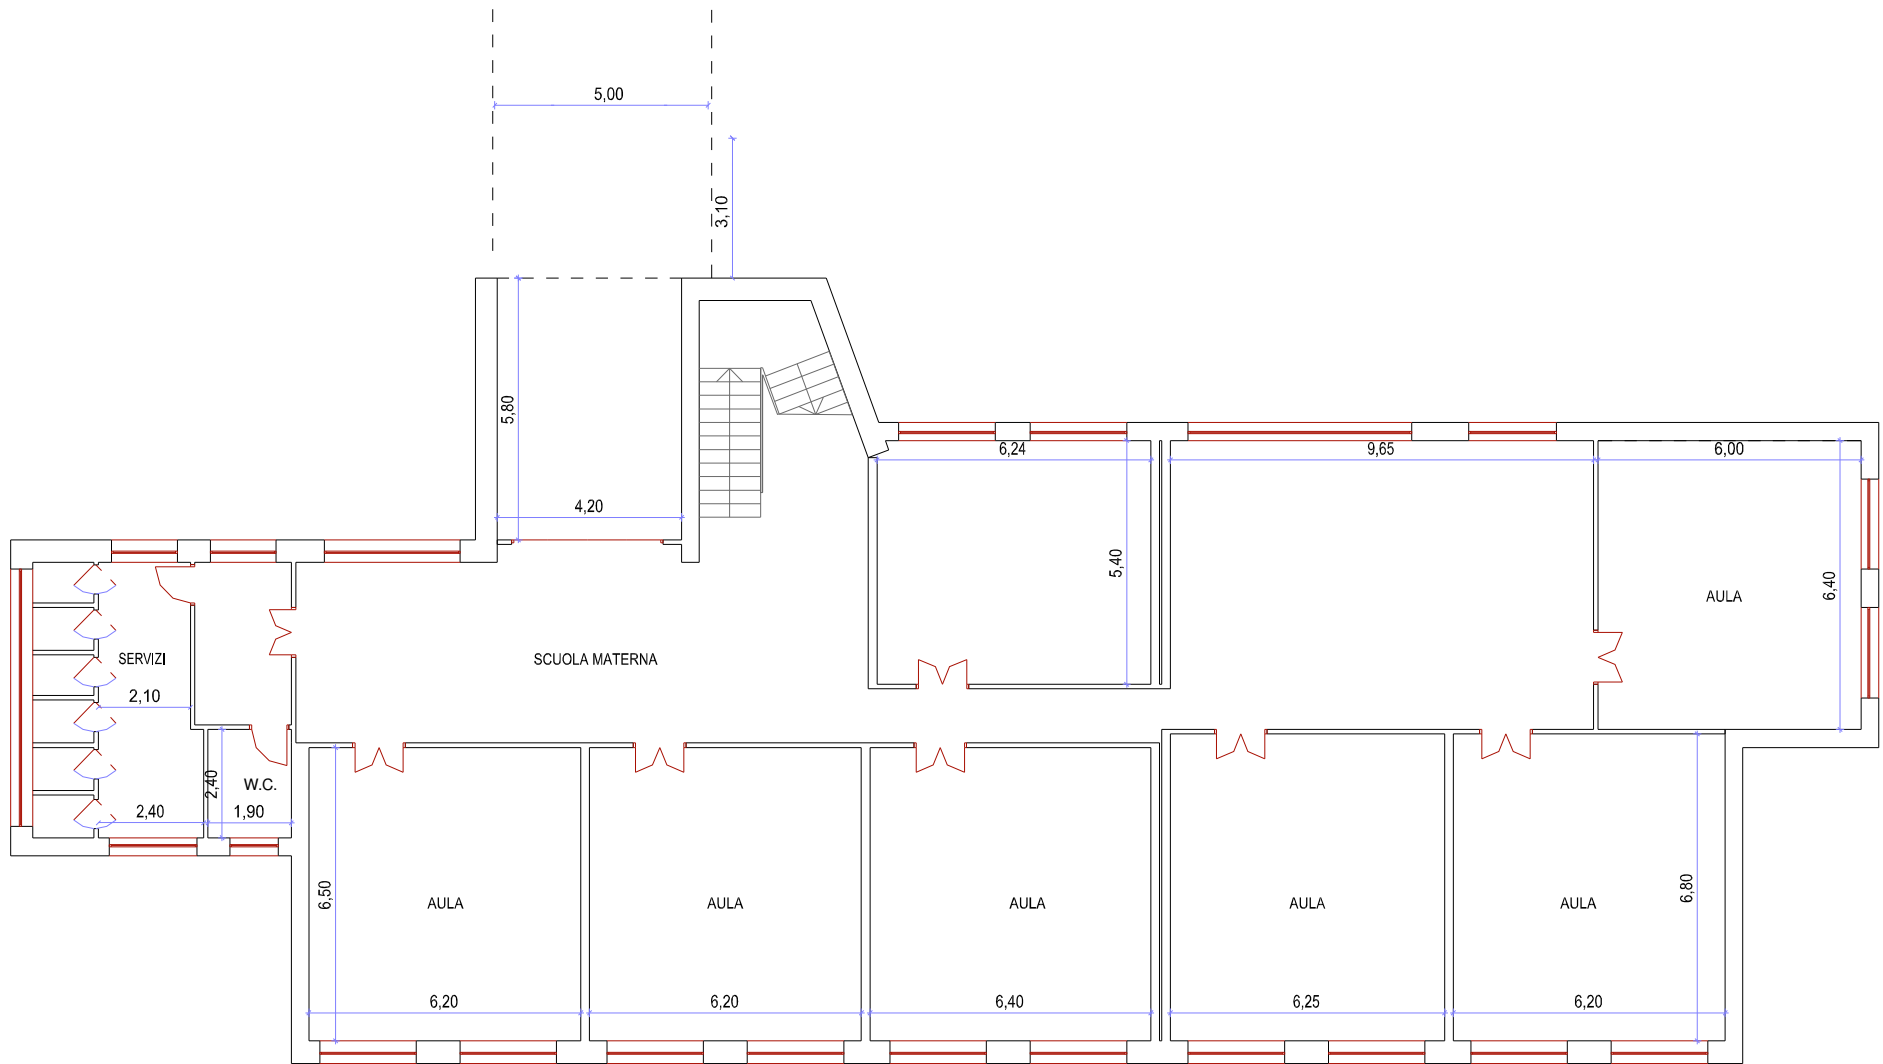 5,00
3,10
5,80
4,20
6,24
9,65
6,00
5,40
6,40
AULA
SERVIZI
SCUOLA MATERNA
2,10
2,40
W.C.
2,40
1,90
6,50
AULA
AULA
AULA
AULA
AULA
6,80
6,20
6,20
6,40
6,25
6,20